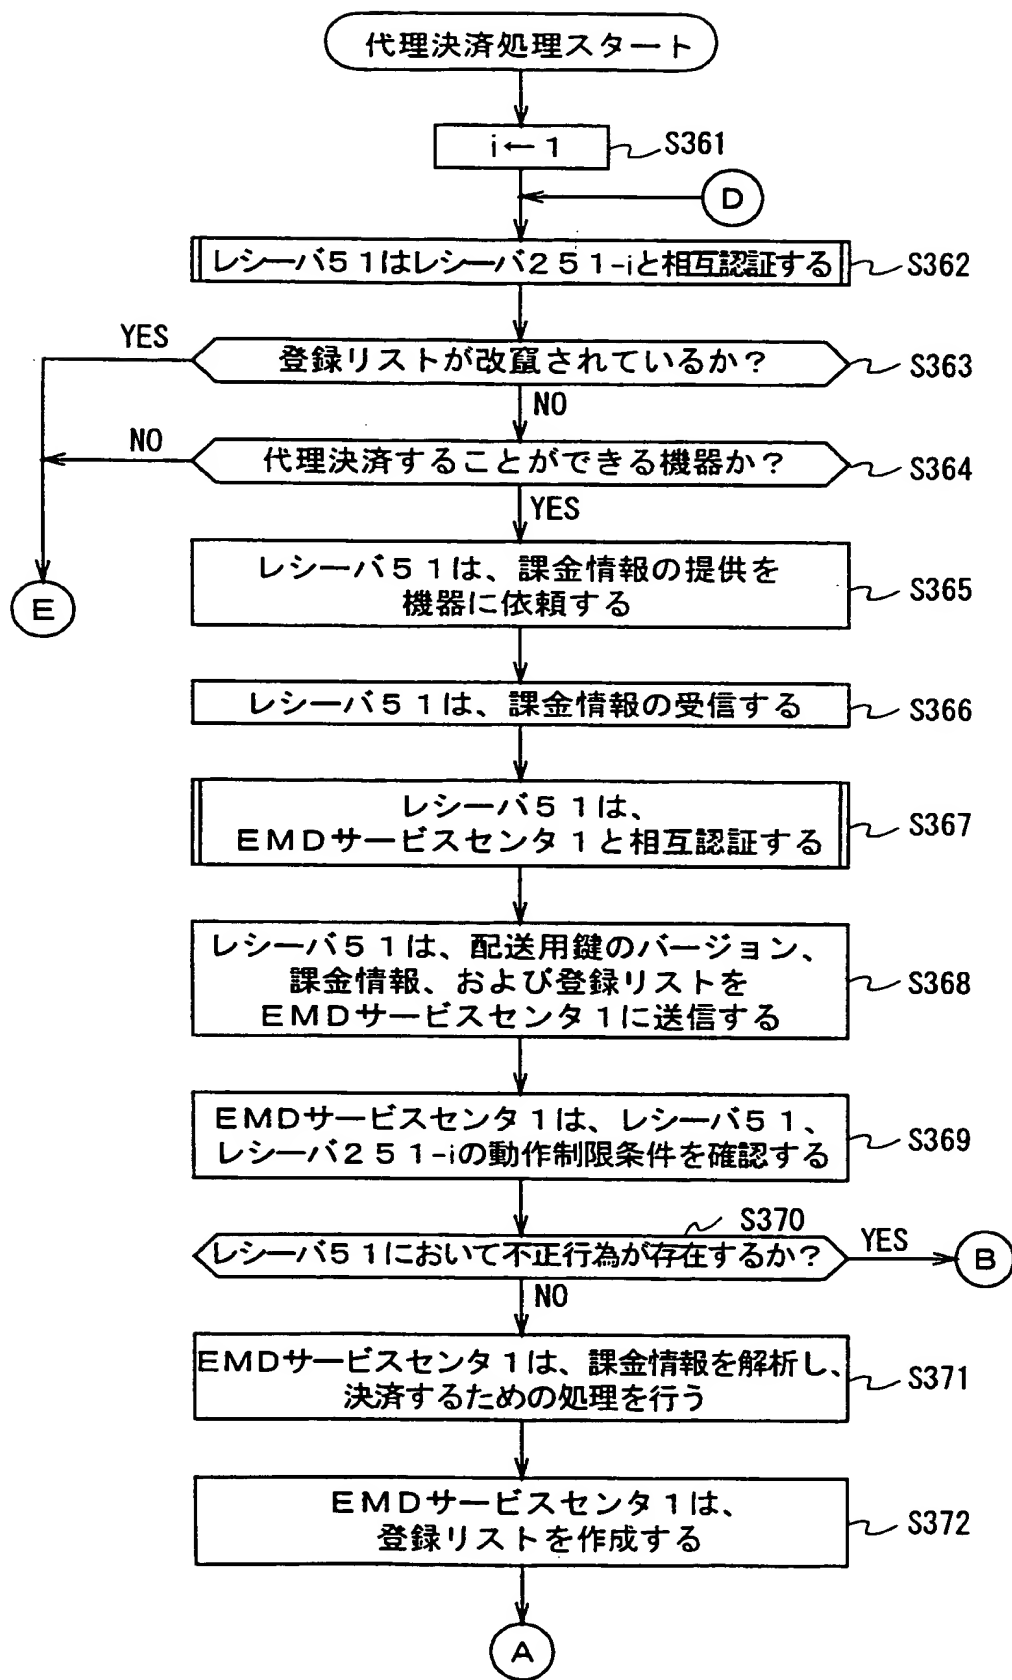 代理決済処理スタート
i←1
S361
D
レシーバ51はレシーバ251-iと相互認証する
S362
YES
登録リストが改竄されているか?
S363
NO
NO
代理決済することができる機器か?
S364
YES
レシーバ51は、課金情報の提供を
機器に依頼する
S365
E
レシーバ51は、課金情報の受信する
S366
レシーバ51は、
EMDサービスセンタ1と相互認証する
S367
レシーバ51は、配送用鍵のバージョン、
課金情報、および登録リストを
EMDサービスセンタ1に送信する
S368
EMDサービスセンタ1は、レシーバ51、
レシーバ251-iの動作制限条件を確認する
S369
S370
レシーバ51において不正行為が存在するか?
YES
B
NO
EMDサービスセンタ1は、課金情報を解析し、
決済するための処理を行う
S371
EMDサービスセンタ1は、
登録リストを作成する
S372
A